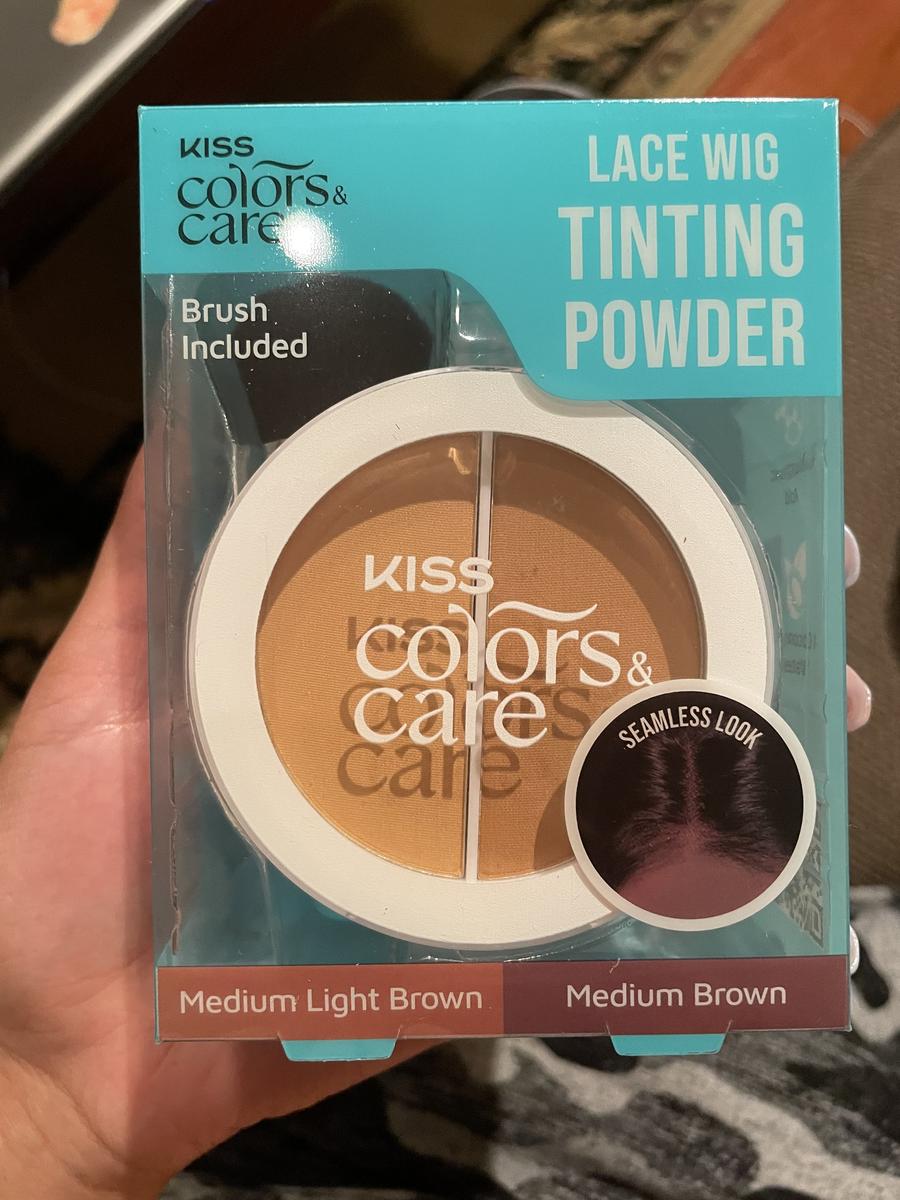 KISS
colors &
care
LACE WIG
TINTING
POWDER
Brush
Included
KISS
colors &
care
SEAMLESS LOOK
Medium Light Brown
Medium Brown